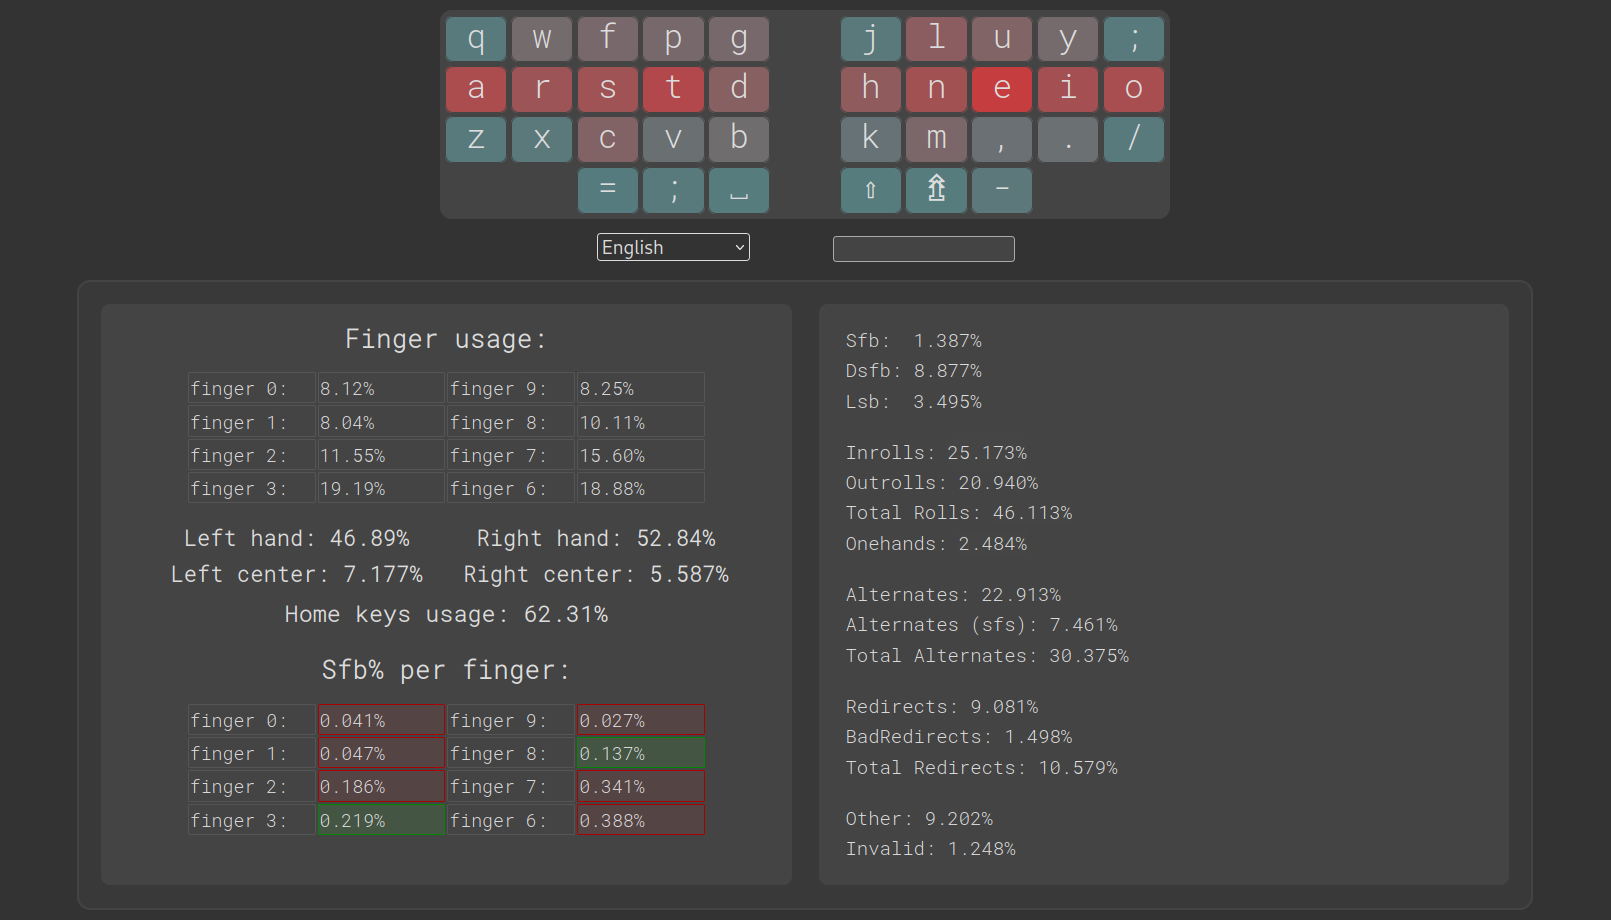 q w f p g j l u y ;
a r s t d h n e i o
z x c v b k m , . /
= ; ⎵ ⇧ ⇯ -
English
Finger usage:
finger 0: 8.12% finger 9: 8.25%
finger 1: 8.04% finger 8: 10.11%
finger 2: 11.55% finger 7: 15.60%
finger 3: 19.19% finger 6: 18.88%
Left hand: 46.89% Right hand: 52.84%
Left center: 7.177% Right center: 5.587%
Home keys usage: 62.31%
Sfb% per finger:
finger 0: 0.041% finger 9: 0.027%
finger 1: 0.047% finger 8: 0.137%
finger 2: 0.186% finger 7: 0.341%
finger 3: 0.219% finger 6: 0.388%
Sfb: 1.387%
Dsfb: 8.877%
Lsb: 3.495%
Inrolls: 25.173%
Outrolls: 20.940%
Total Rolls: 46.113%
Onehands: 2.484%
Alternates: 22.913%
Alternates (sfs): 7.461%
Total Alternates: 30.375%
Redirects: 9.081%
BadRedirects: 1.498%
Total Redirects: 10.579%
Other: 9.202%
Invalid: 1.248%